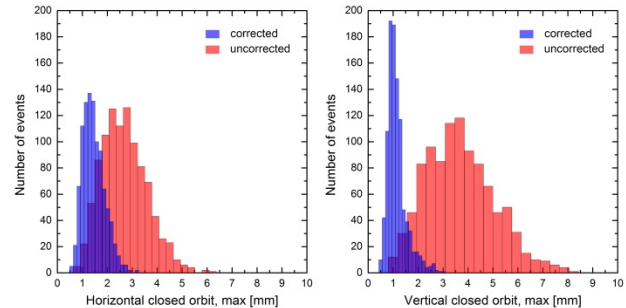 200
180
160
140
120
100
80
60
40
20
0
Number of events
corrected
uncorrected
0 1 2 3 4 5 6 7 8 9 10
Horizontal closed orbit, max [mm]
200
180
160
140
120
100
80
60
40
20
0
Number of events
corrected
uncorrected
0 1 2 3 4 5 6 7 8 9 10
Vertical closed orbit, max [mm]